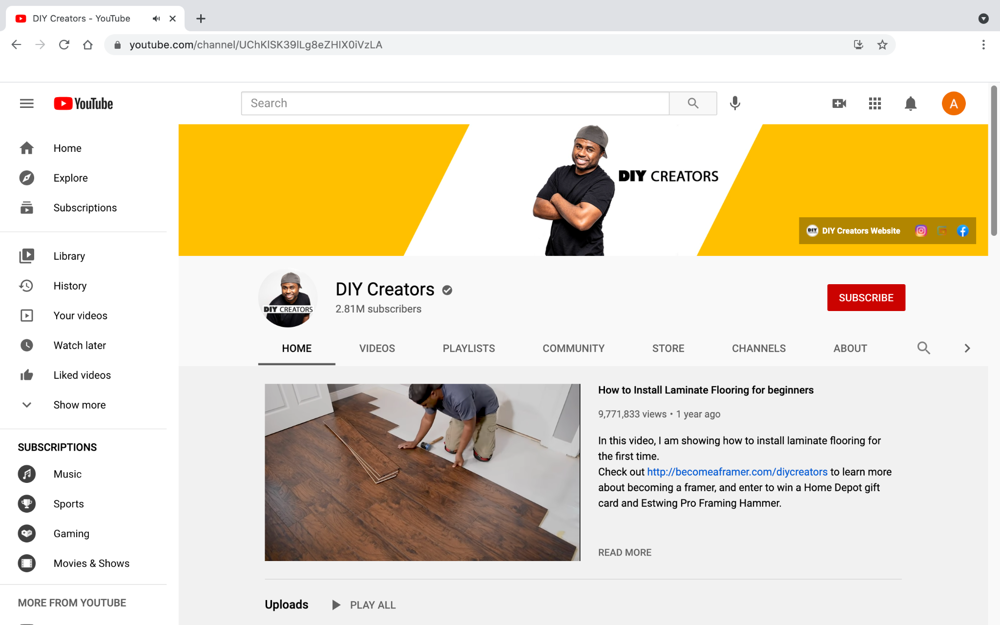 DIY Creators - YouTube
youtube.com/channel/UChKlSK39lLg8eZHIX0iVzLA
YouTube
Search
A
Home
Explore
Subscriptions
Library
History
Your videos
Watch later
Liked videos
Show more
SUBSCRIPTIONS
Music
Sports
Gaming
Movies & Shows
MORE FROM YOUTUBE
DIY CREATORS
DIY
DIY Creators Website
DIY CREATORS
DIY Creators
2.81M subscribers
SUBSCRIBE
HOME
VIDEOS
PLAYLISTS
COMMUNITY
STORE
CHANNELS
ABOUT
How to Install Laminate Flooring for beginners
9,771,833 views • 1 year ago
In this video, I am showing how to install laminate flooring for
the first time.
Check out http://becomeaframer.com/diycreators to learn more
about becoming a framer, and enter to win a Home Depot gift
card and Estwing Pro Framing Hammer.
READ MORE
Uploads
PLAY ALL